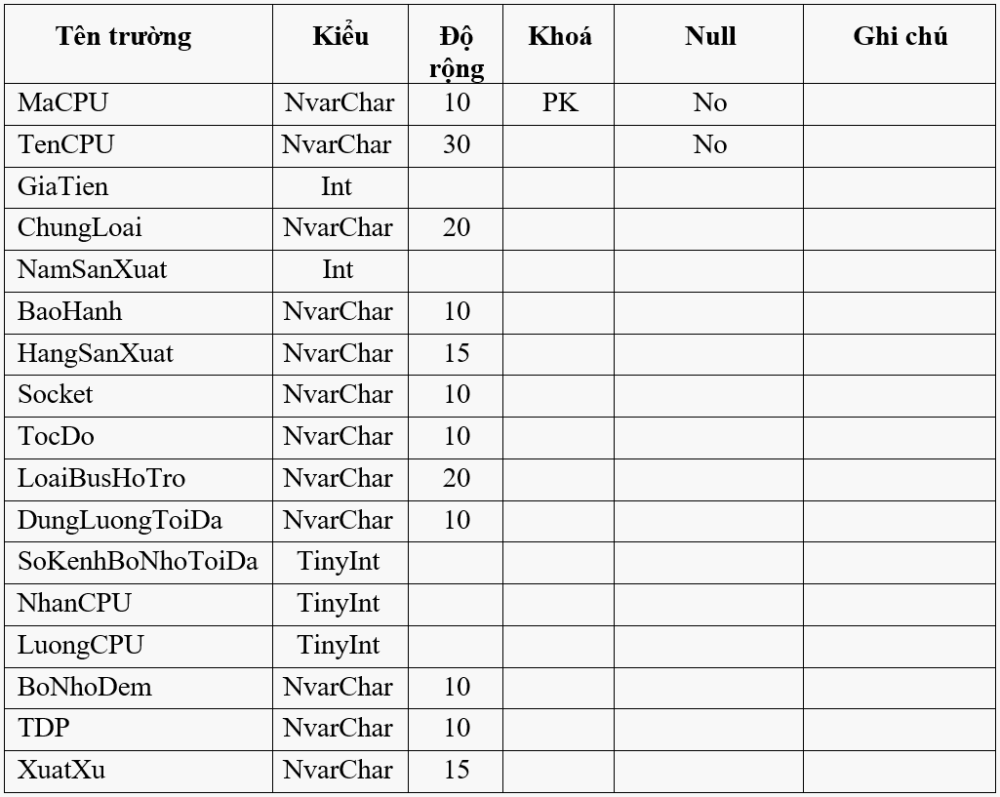 Tên trường Kiểu Độ rộng Khoá Null Ghi chú
MaCPU NvarChar 10 PK No
TenCPU NvarChar 30 No
GiaTien Int
ChungLoai NvarChar 20
NamSanXuat Int
BaoHanh NvarChar 10
HangSanXuat NvarChar 15
Socket NvarChar 10
TocDo NvarChar 10
LoaiBusHoTro NvarChar 20
DungLuongToiDa NvarChar 10
SoKenhBoNhoToiDa TinyInt
NhanCPU TinyInt
LuongCPU TinyInt
BoNhoDem NvarChar 10
TDP NvarChar 10
XuatXu NvarChar 15